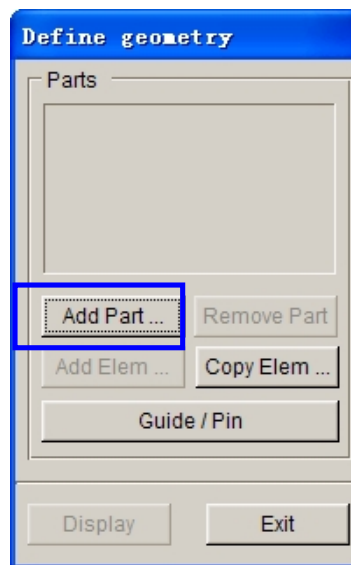 Define geometry
Parts
Add Part ...
Remove Part
Add Elem ...
Copy Elem ...
Guide / Pin
Display
Exit